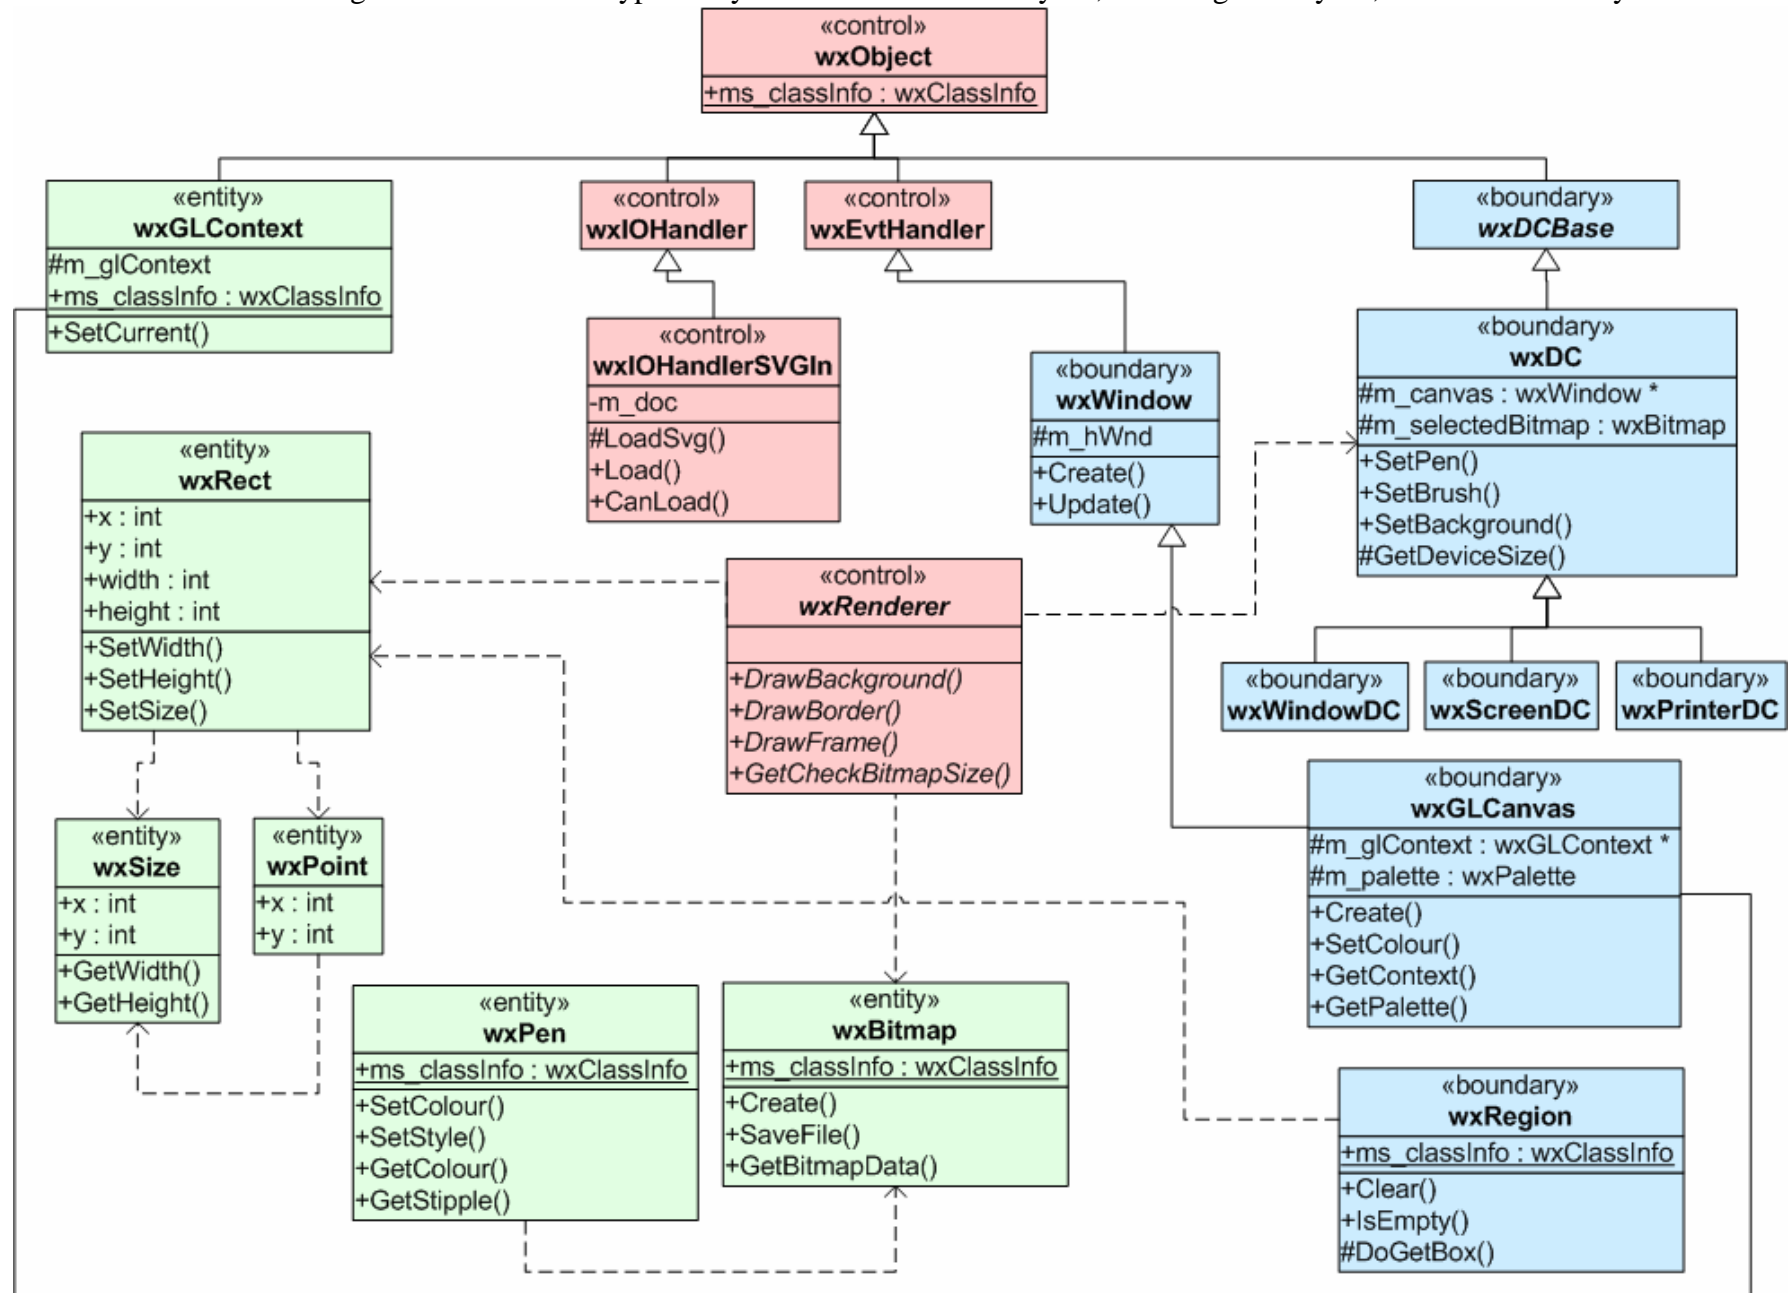 «control»
wxObject
+ms_classInfo : wxClassInfo
«entity»
wxGLContext
#m_glContext
+ms_classInfo : wxClassInfo
+SetCurrent()
«control»
wxIOHandler
«control»
wxEvtHandler
«boundary»
wxDCBase
«control»
wxIOHandlerSVGIn
-m_doc
#LoadSvg()
+Load()
+CanLoad()
«boundary»
wxWindow
#m_hWnd
+Create()
+Update()
«boundary»
wxDC
#m_canvas : wxWindow *
#m_selectedBitmap : wxBitmap
+SetPen()
+SetBrush()
+SetBackground()
#GetDeviceSize()
«entity»
wxRect
+x : int
+y : int
+width : int
+height : int
+SetWidth()
+SetHeight()
+SetSize()
«control»
wxRenderer
+DrawBackground()
+DrawBorder()
+DrawFrame()
+GetCheckBitmapSize()
«boundary»
wxWindowDC
«boundary»
wxScreenDC
«boundary»
wxPrinterDC
«entity»
wxSize
+x : int
+y : int
+GetWidth()
+GetHeight()
«entity»
wxPoint
+x : int
+y : int
«boundary»
wxGLCanvas
#m_glContext : wxGLContext *
#m_palette : wxPalette
+Create()
+SetColour()
+GetContext()
+GetPalette()
«entity»
wxPen
+ms_classInfo : wxClassInfo
+SetColour()
+SetStyle()
+GetColour()
+GetStipple()
«entity»
wxBitmap
+ms_classInfo : wxClassInfo
+Create()
+SaveFile()
+GetBitmapData()
«boundary»
wxRegion
+ms_classInfo : wxClassInfo
+Clear()
+IsEmpty()
#DoGetBox()